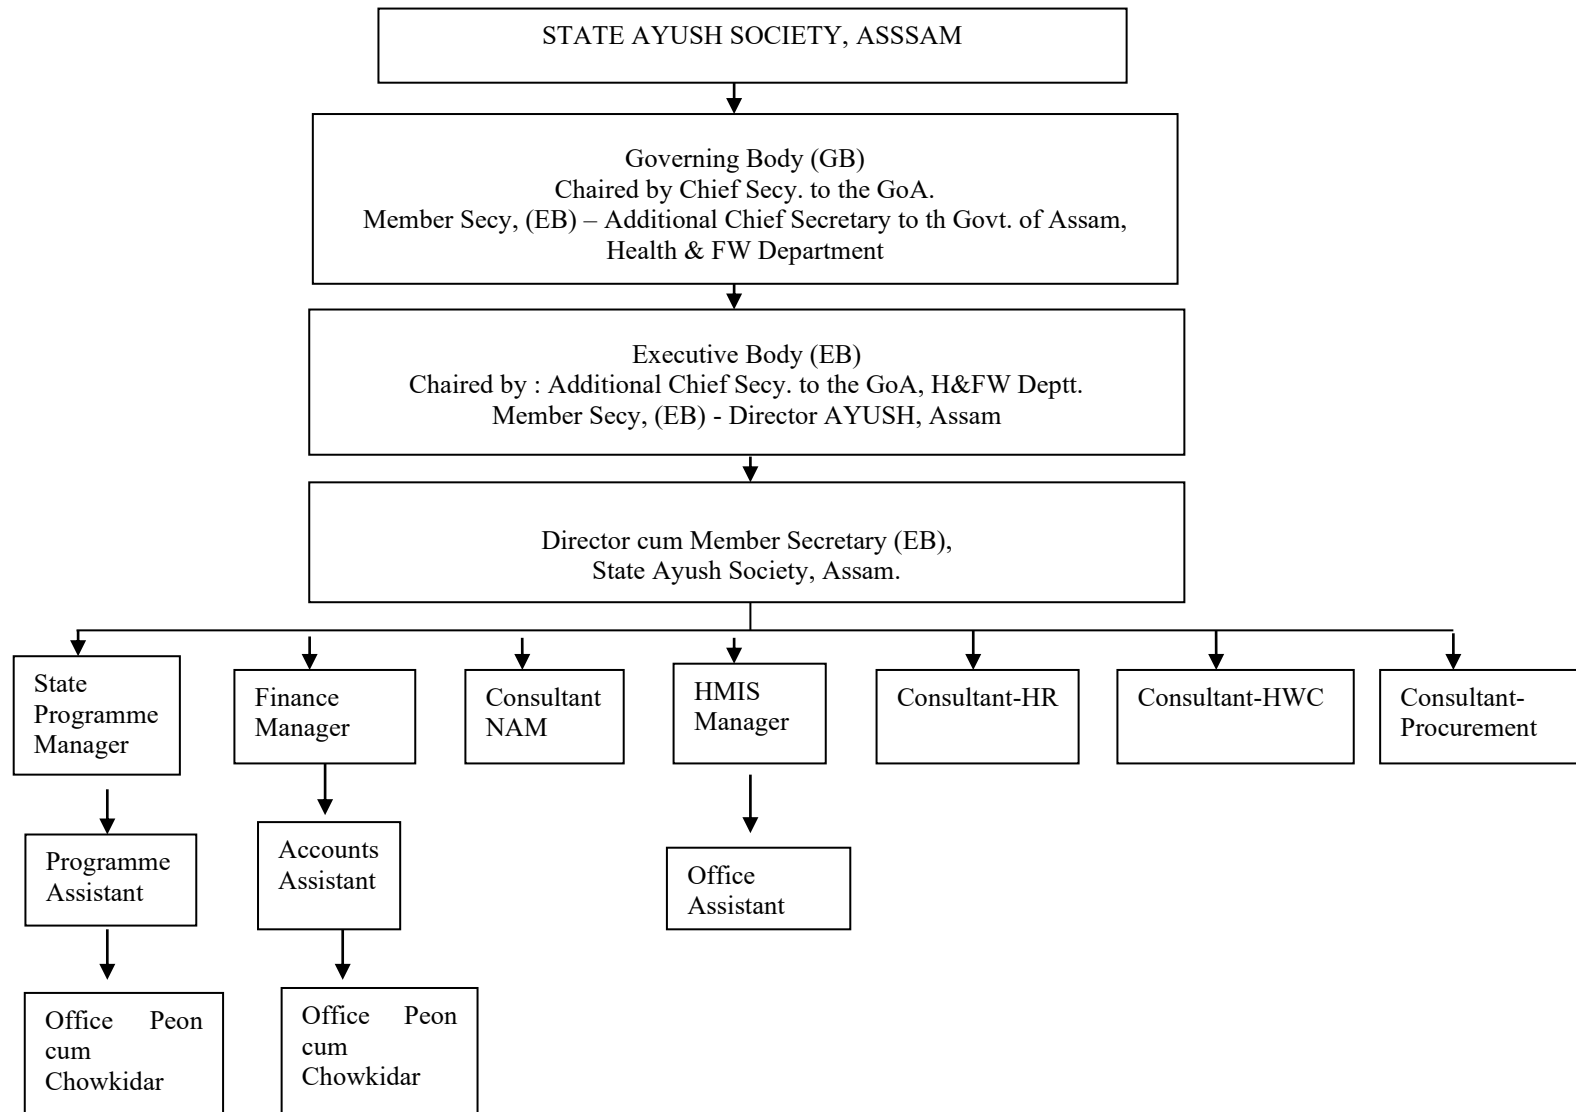 STATE AYUSH SOCIETY, ASSSAM
Governing Body (GB)
Chaired by Chief Secy. to the GoA.
Member Secy, (EB) – Additional Chief Secretary to th Govt. of Assam,
Health & FW Department
Executive Body (EB)
Chaired by : Additional Chief Secy. to the GoA, H&FW Deptt.
Member Secy, (EB) - Director AYUSH, Assam
Director cum Member Secretary (EB),
State Ayush Society, Assam.
State
Programme
Manager
Finance
Manager
Consultant
NAM
HMIS
Manager
Consultant-HR
Consultant-HWC
Consultant-
Procurement
Programme
Assistant
Accounts
Assistant
Office
Assistant
Office Peon
cum
Chowkidar
Office Peon
cum
Chowkidar